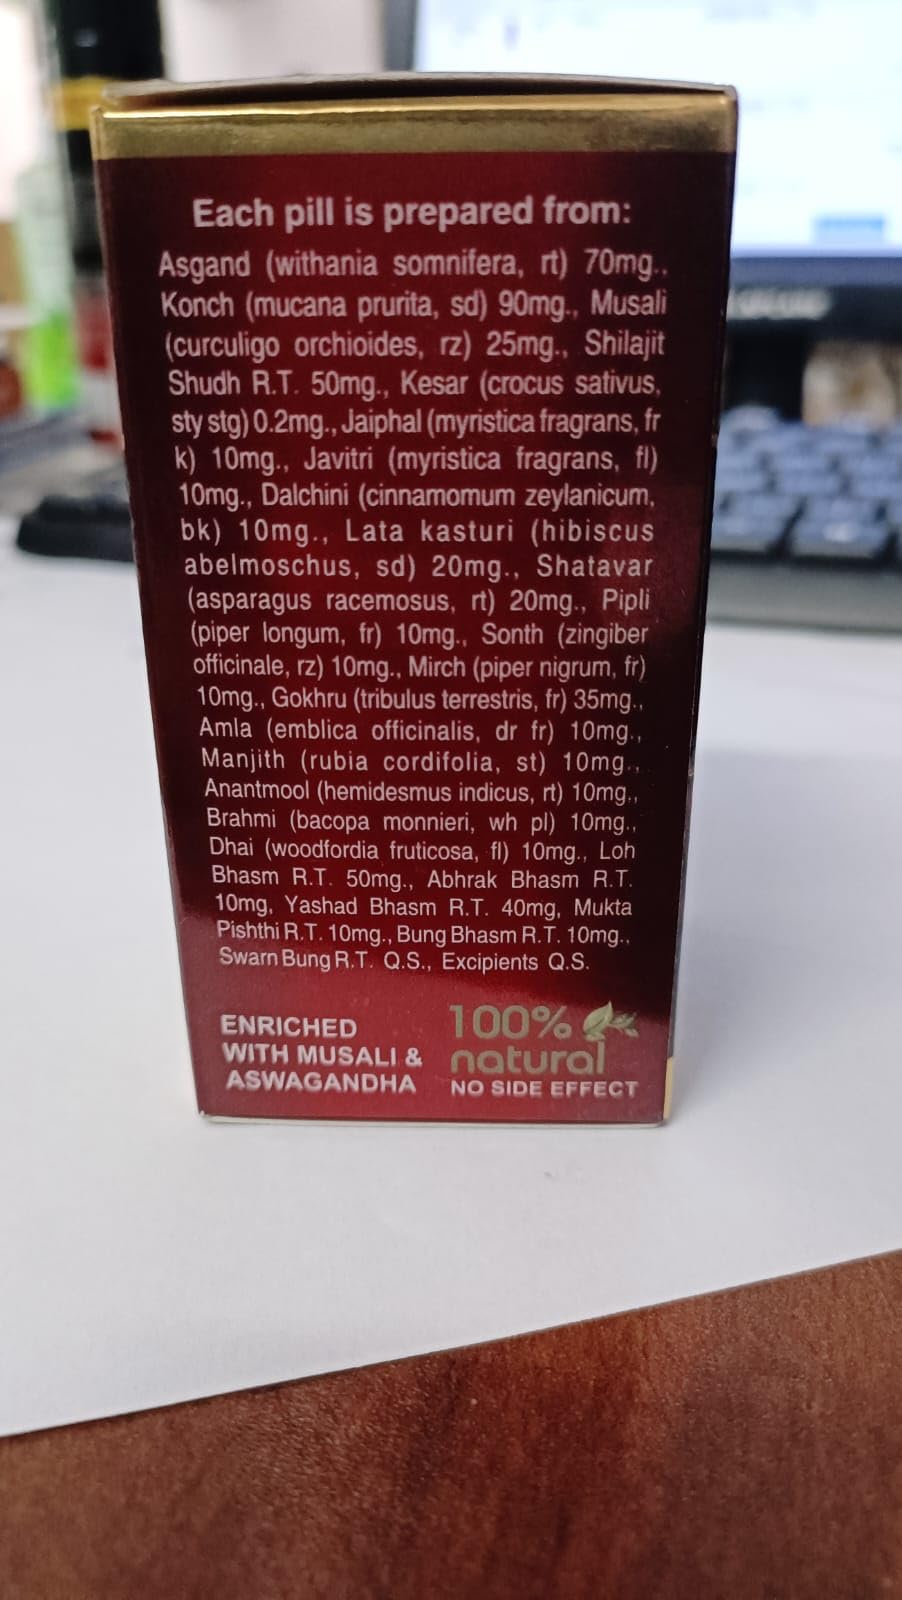 Each pill is prepared from:
Asgand (withania somnifera, rt) 70mg..
Konch (mucana prurita, sd) 90mg., Musali
(curculigo orchioides, rz) 25mg., Shilajit
Shudh R.T. 50mg., Kesar (crocus sativus,
sty stg) 0.2mg., Jaiphal (myristica fragrans, fr
k) 10mg., Javitri (myristica fragrans, fl)
10mg., Dalchini (cinnamomum zeylanicum,
bk) 10mg., Lata kasturi (hibiscus
abelmoschus, sd) 20mg., Shatavar
(asparagus racemosus, rt) 20mg., Pipli
(piper longum, fr) 10mg., Sonth (zingiber
officinale, rz) 10mg., Mirch (piper nigrum, fr)
10mg., Gokhru (tribulus terrestris, fr) 35mg.,
Amla (emblica officinalis, dr fr) 10mg.,
Manjith (rubia cordifolia, st) 10mg.,
Anantmool (hemidesmus indicus, rt) 10mg.,
Brahmi (bacopa monnieri, wh pl) 10mg.,
Dhai (woodfordia fruticosa, fl) 10mg., Loh
Bhasm R.T. 50mg., Abhrak Bhasm R.T.
10mg, Yashad Bhasm R.T. 40mg, Mukta
Pishthi R.T. 10mg., Bung Bhasm R.T. 10mg.,
Swarn Bung R.T. Q.S., Excipients Q.S.
ENRICHED
WITH MUSALI &
ASWAGANDHA
100%
natural
NO SIDE EFFECT